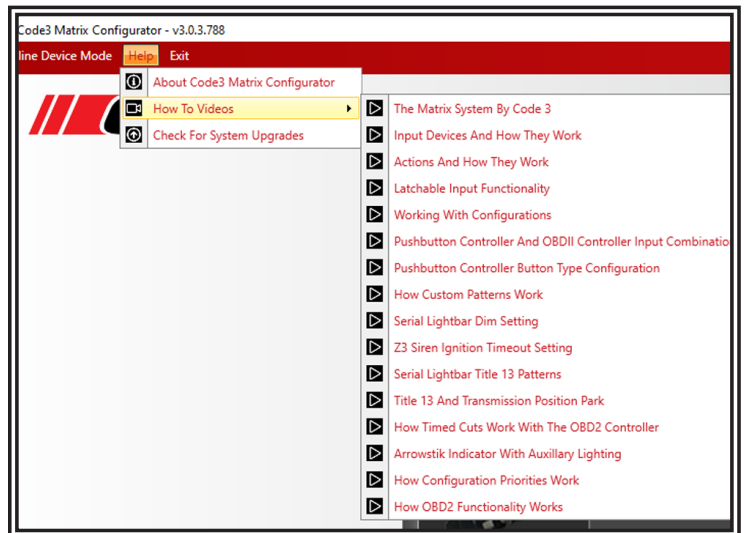 Code3 Matrix Configurator - v3.0.3.788
line Device Mode Help Exit
About Code3 Matrix Configurator
How To Videos
Check For System Upgrades
The Matrix System By Code 3
Input Devices And How They Work
Actions And How They Work
Latchable Input Functionality
Working With Configurations
Pushbutton Controller And OBDII Controller Input Combinatio
Pushbutton Controller Button Type Configuration
How Custom Patterns Work
Serial Lightbar Dim Setting
Z3 Siren Ignition Timeout Setting
Serial Lightbar Title 13 Patterns
Title 13 And Transmission Position Park
How Timed Cuts Work With The OBD2 Controller
Arrowstik Indicator With Auxillary Lighting
How Configuration Priorities Work
How OBD2 Functionality Works